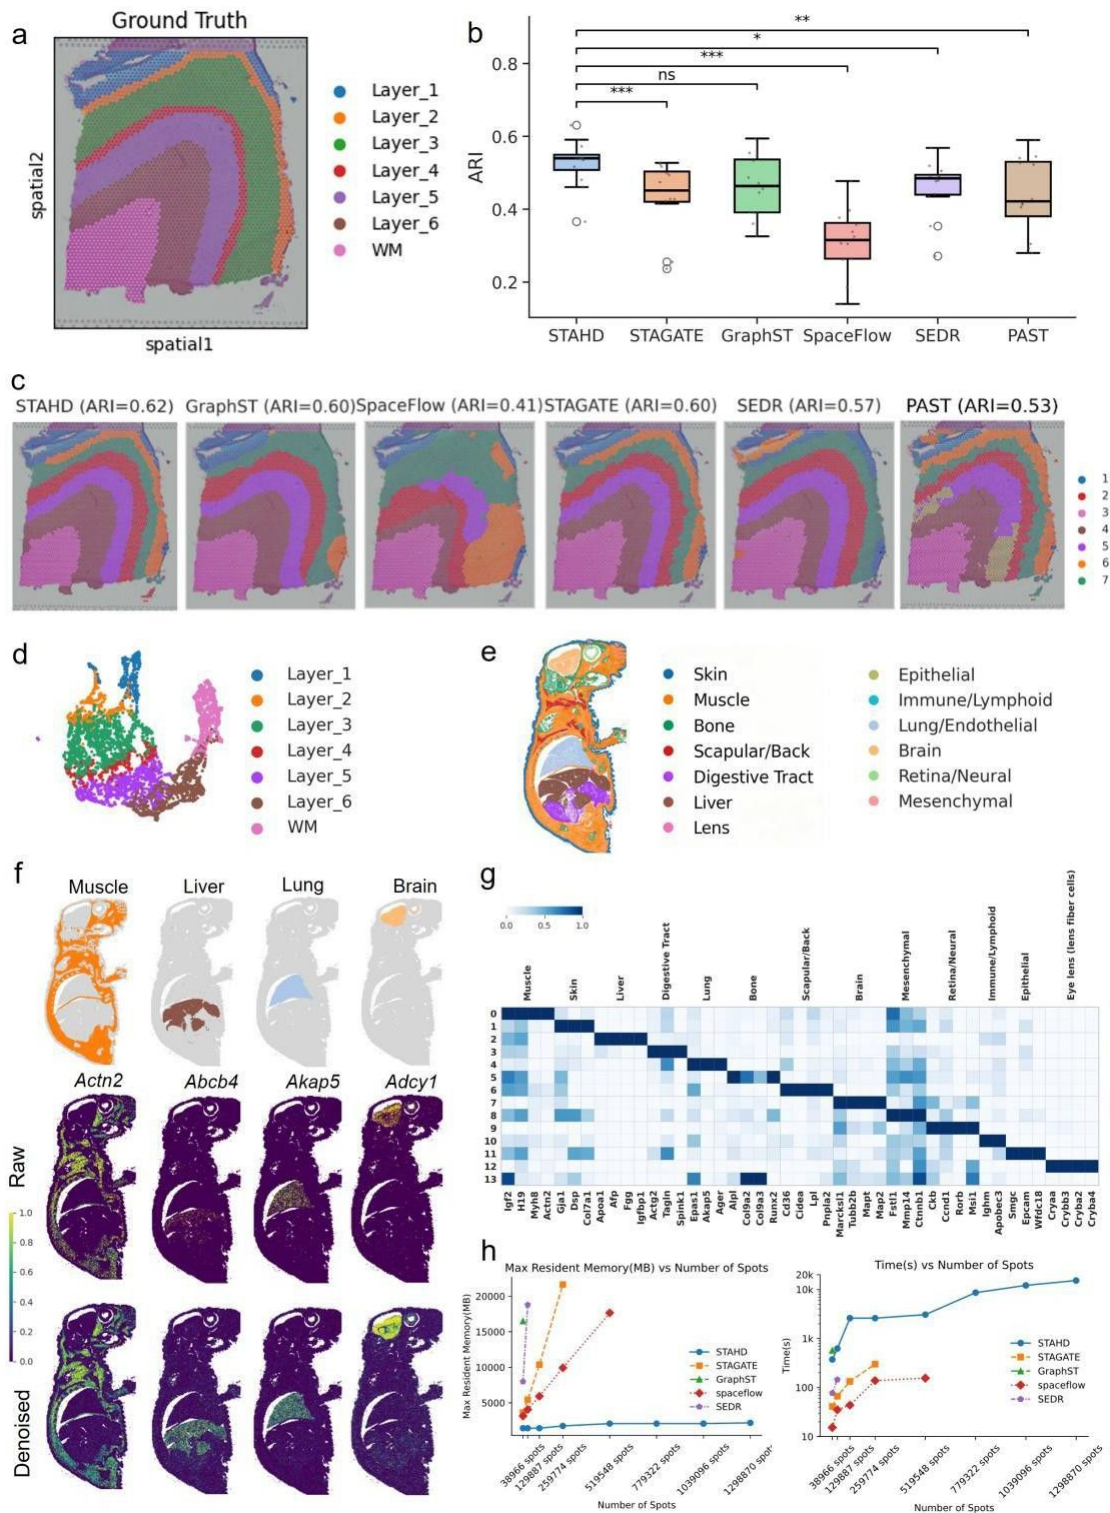 a
Ground Truth
spatial2
spatial1
Layer_1
Layer_2
Layer_3
Layer_4
Layer_5
Layer_6
WM
b
ARI
0.8
0.6
0.4
0.2
**
*
***
ns
***
STAHD STAGATE GraphST SpaceFlow SEDR PAST
c
STAHD (ARI=0.62) GraphST (ARI=0.60) SpaceFlow (ARI=0.41) STAGATE (ARI=0.60) SEDR (ARI=0.57) PAST (ARI=0.53)
1
2
3
4
5
6
7
d
Layer_1
Layer_2
Layer_3
Layer_4
Layer_5
Layer_6
WM
e
Skin
Muscle
Bone
Scapular/Back
Digestive Tract
Liver
Lens
Epithelial
Immune/Lymphoid
Lung/Endothelial
Brain
Retina/Neural
Mesenchymal
f
Muscle Liver Lung Brain
Actn2 Abcb4 Akap5 Adcy1
Raw
1.0
0.8
0.6
0.4
0.2
0.0
Denoised
g
0.0 0.5 1.0
Muscle
Skin
Liver
Digestive Tract
Lung
Bone
Scapular/Back
Brain
Mesenchymal
Retina/Neural
Immune/Lymphoid
Epithelial
Eye lens (lens fiber cells)
0
1
2
3
4
5
6
7
8
9
10
11
12
13
Igf2
H19
Myh8
Actn2
Gja1
Dsp
Col7a1
Apoa1
Afp
Fgg
Igfbp1
Actg2
Tagln
Spink1
Epas1
Akap5
Ager
Alpl
Col9a2
Col9a3
Runx2
Cd36
Cidea
Lpl
Pnpla2
Marcksl1
Tubb2b
Mapt
Map2
Fstl1
Mmp14
Ctnnb1
Ckb
Ccnd1
Rorb
Msi1
Ighm
Apobec3
Smgc
Epcam
Wfdc18
Cryaa
Crybb3
Cryba2
Cryba4
h
Max Resident Memory(MB) vs Number of Spots
Max Resident Memory(MB)
20000
15000
10000
5000
STAHD
STAGATE
GraphST
spaceflow
SEDR
38966 spots
129887 spots
259774 spots
519548 spots
779322 spots
1039096 spots
1298870 spots
Number of Spots
Time(s) vs Number of Spots
Time(s)
20k
10k
1k
100
10
STAHD
STAGATE
GraphST
spaceflow
SEDR
38966 spots
129887 spots
259774 spots
519548 spots
779322 spots
1039096 spots
1298870 spots
Number of Spots